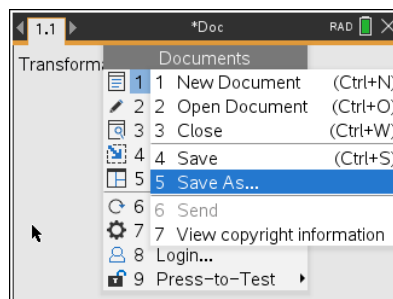 1.1 *Doc RAD
Transforma
Documents
1 1 New Document (Ctrl+N)
2 2 Open Document (Ctrl+O)
3 3 Close (Ctrl+W)
4 4 Save (Ctrl+S)
5 5 Save As...
6 6 Send
7 7 View copyright information
8 Login...
9 Press-to-Test